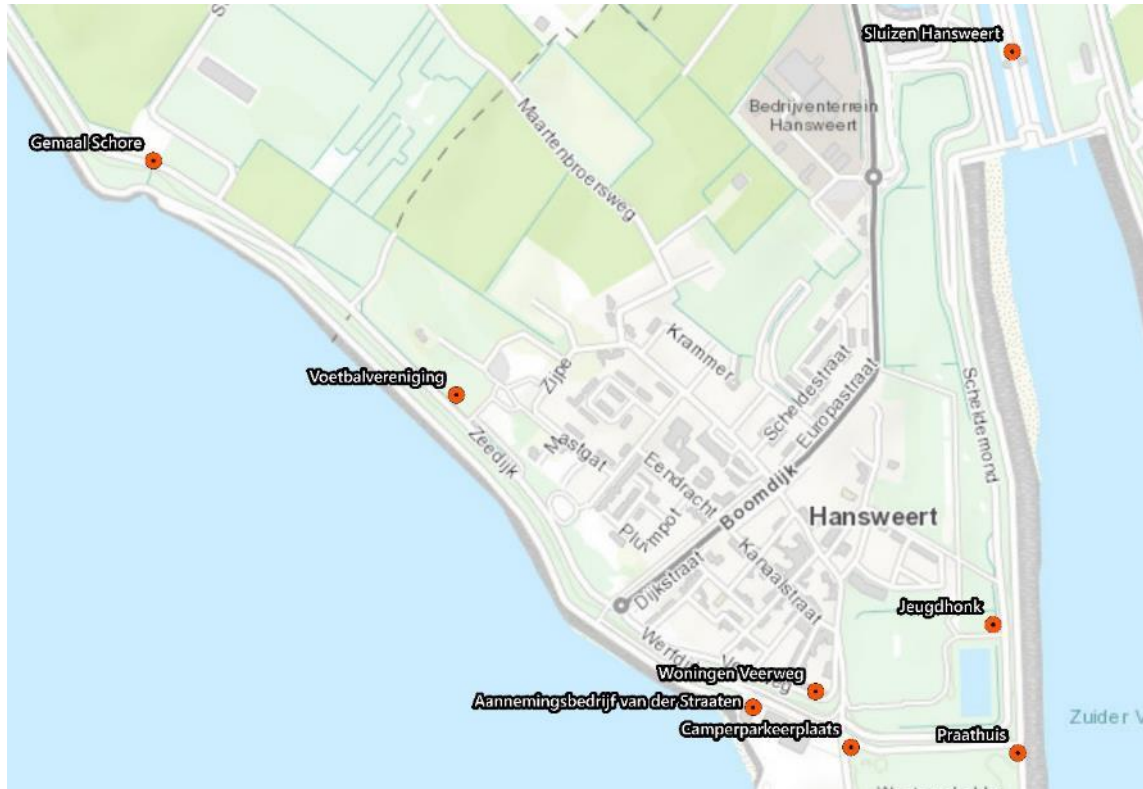 Sluizen Hansweert
Bedrijventerrein
Hansweert
Gemaal Schore
Maartenbroersweg
Krammer
Voetbalvereniging
Zijpe
Scheldestraat
Europastraat
Scheldemond
Mastgat
Zeedijk
Eendracht
Boomdijk
Pluimpot
Hansweert
Kanaalstraat
Dijkstraat
Jeugdhonk
Woningen Veerweg
Aannemingsbedrijf van der Straaten
Camperparkeerplaats
Praathuis
Zuider V